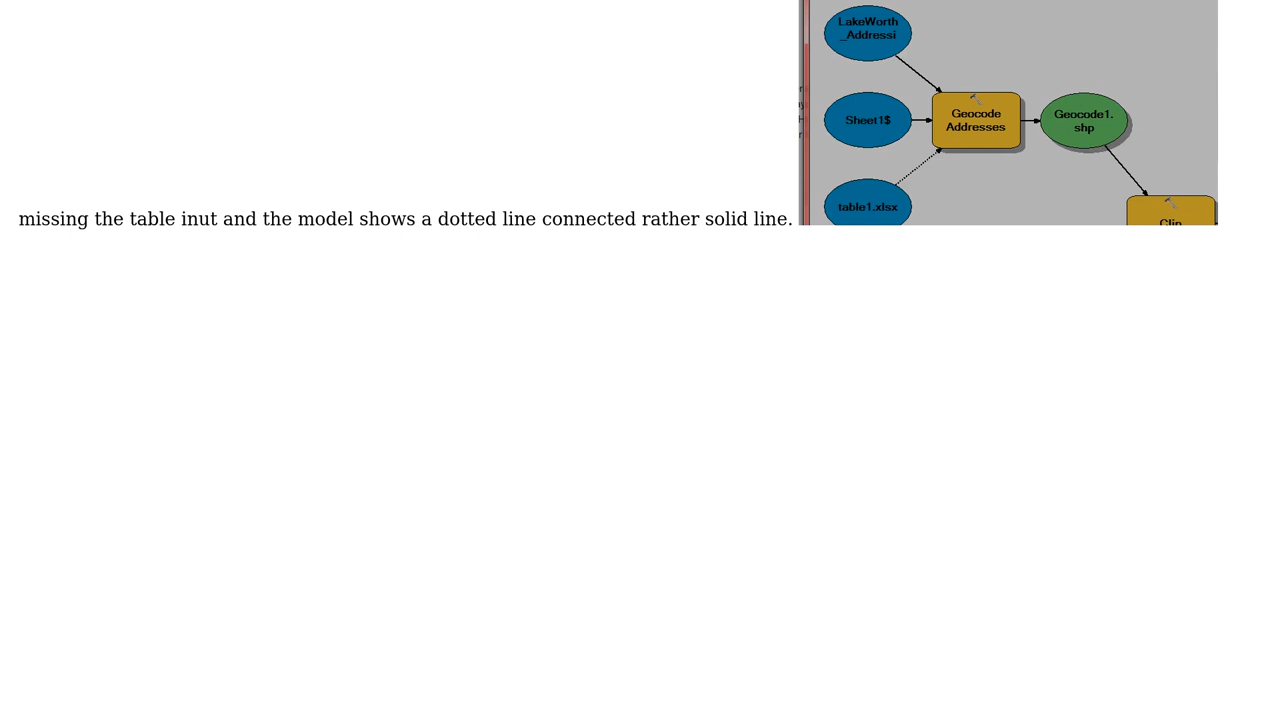 LakeWorth
_Addressi
Sheet1$
Geocode
Addresses
Geocode1.
shp
table1.xlsx
Clip
missing the table inut and the model shows a dotted line connected rather solid line.